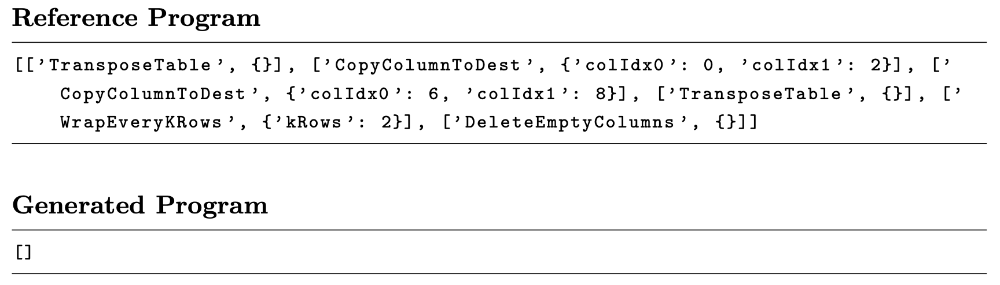 Reference Program
[['TransposeTable', {}], ['CopyColumnToDest', {'colIdx0': 0, 'colIdx1': 2}], ['
CopyColumnToDest', {'colIdx0': 6, 'colIdx1': 8}], ['TransposeTable', {}], ['
WrapEveryKRows', {'kRows': 2}], ['DeleteEmptyColumns', {}]]
Generated Program
[]